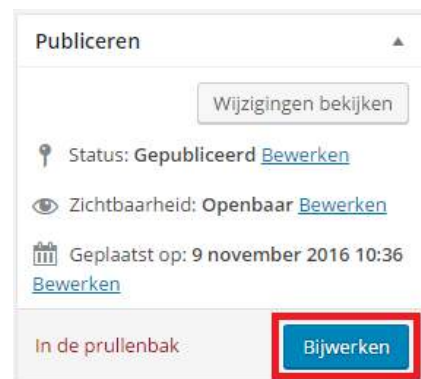 Publiceren
Wijzigingen bekijken
Status: Gepubliceerd Bewerken
Zichtbaarheid: Openbaar Bewerken
Geplaatst op: 9 november 2016 10:36
Bewerken
In de prullenbak
Bijwerken